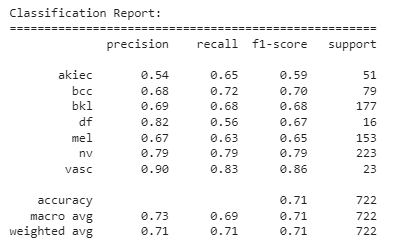 Classification Report:
=====================================================
precision recall f1-score support
akiec 0.54 0.65 0.59 51
bcc 0.68 0.72 0.70 79
bkl 0.69 0.68 0.68 177
df 0.82 0.56 0.67 16
mel 0.67 0.63 0.65 153
nv 0.79 0.79 0.79 223
vasc 0.90 0.83 0.86 23
accuracy 0.71 722
macro avg 0.73 0.69 0.71 722
weighted avg 0.71 0.71 0.71 722